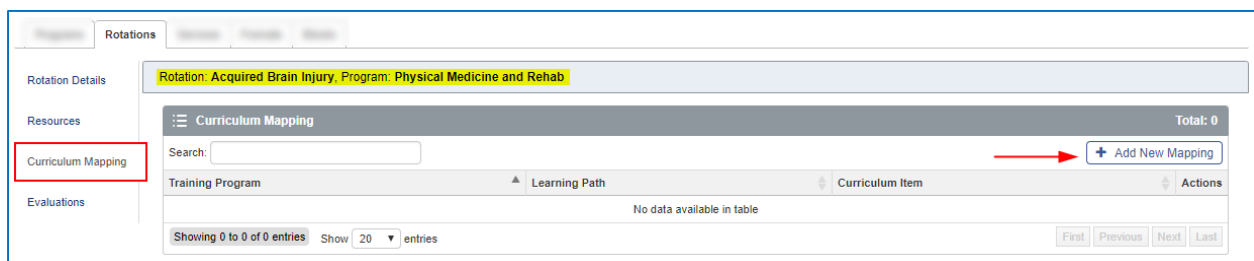 Rotations
Rotation Details
Rotation: Acquired Brain Injury, Program: Physical Medicine and Rehab
Resources
Curriculum Mapping Total: 0
Curriculum Mapping
Search:
+ Add New Mapping
Training Program Learning Path Curriculum Item Actions
Evaluations
No data available in table
Showing 0 to 0 of 0 entries Show 20 entries
First Previous Next Last